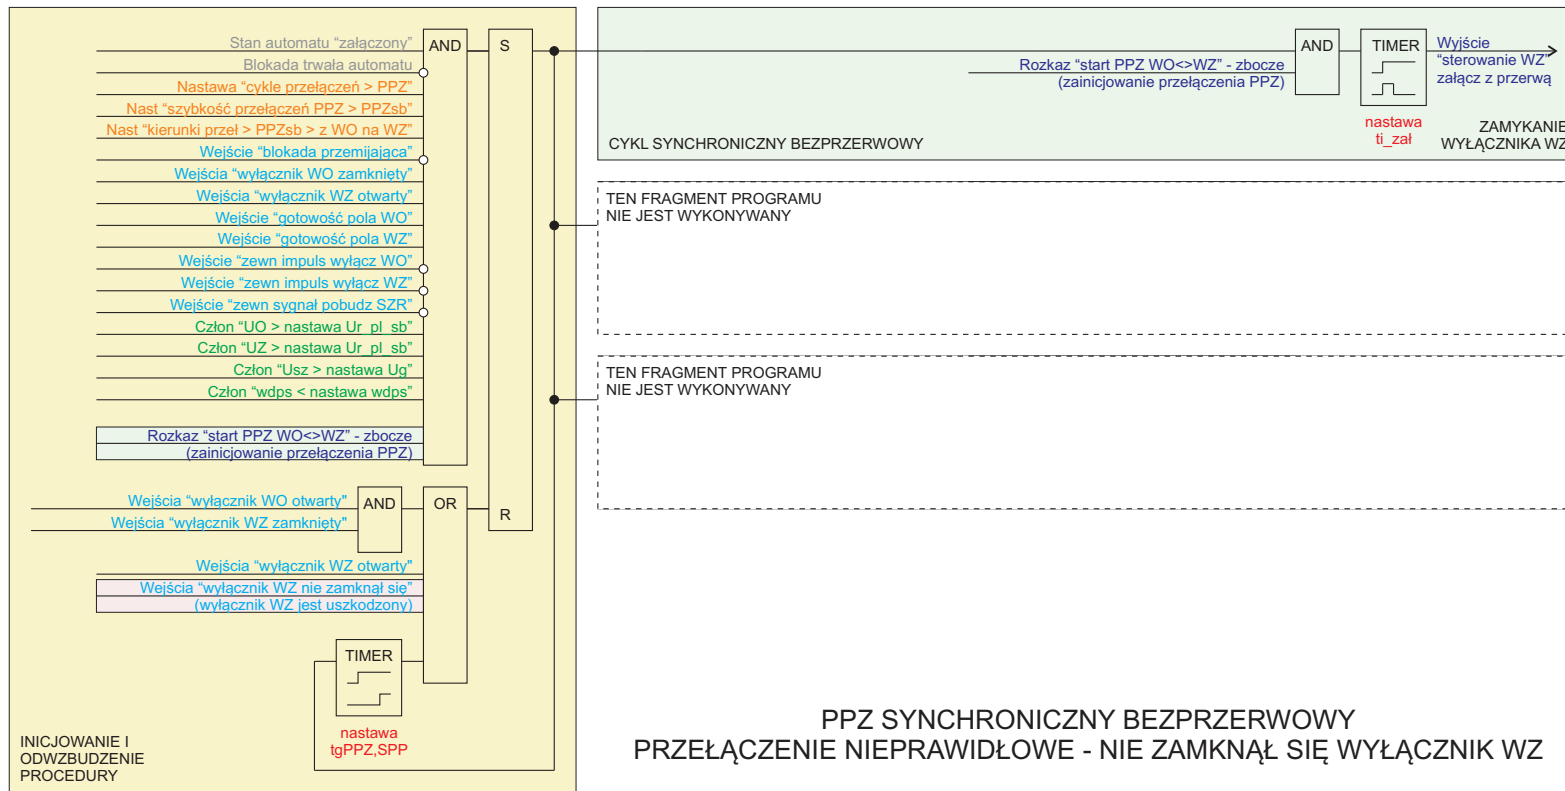 Stan automatu “załączony”
Blokada trwała automatu
Nastawa “cykle przełączeń > PPZ”
Nast “szybkość przełączeń PPZ > PPZsb”
Nast “kierunki przeł > PPZsb > z WO na WZ”
Wejście “blokada przemijająca”
Wejścia “wyłącznik WO zamknięty”
Wejścia “wyłącznik WZ otwarty”
Wejście “gotowość pola WO”
Wejście “gotowość pola WZ”
Wejście “zewn impuls wyłącz WO”
Wejście “zewn impuls wyłącz WZ”
Wejście “zewn sygnał pobudz SZR”
Człon “UO > nastawa Ur_pl_sb”
Człon “UZ > nastawa Ur_pl_sb”
Człon “Usz > nastawa Ug”
Człon “wdps < nastawa wdps”
Rozkaz “start PPZ WO<>WZ” - zbocze
(zainicjowanie przełączenia PPZ)
AND
S
R
Wejścia “wyłącznik WO otwarty"
Wejścia “wyłącznik WZ zamknięty”
AND
OR
Wejścia “wyłącznik WZ otwarty"
Wejścia “wyłącznik WZ nie zamknął się”
(wyłącznik WZ jest uszkodzony)
TIMER
nastawa
tgPPZ,SPP
INICJOWANIE I
ODWZBUDZENIE
PROCEDURY
Rozkaz “start PPZ WO<>WZ” - zbocze
(zainicjowanie przełączenia PPZ)
AND
TIMER
nastawa
ti_zał
Wyjście
“sterowanie WZ”
załącz z przerwą
CYKL SYNCHRONICZNY BEZPRZERWOWY
ZAMYKANIE
WYŁĄCZNIKA WZ
TEN FRAGMENT PROGRAMU
NIE JEST WYKONYWANY
TEN FRAGMENT PROGRAMU
NIE JEST WYKONYWANY
PPZ SYNCHRONICZNY BEZPRZERWOWY
PRZEŁĄCZENIE NIEPRAWIDŁOWE - NIE ZAMKNĄŁ SIĘ WYŁĄCZNIK WZ